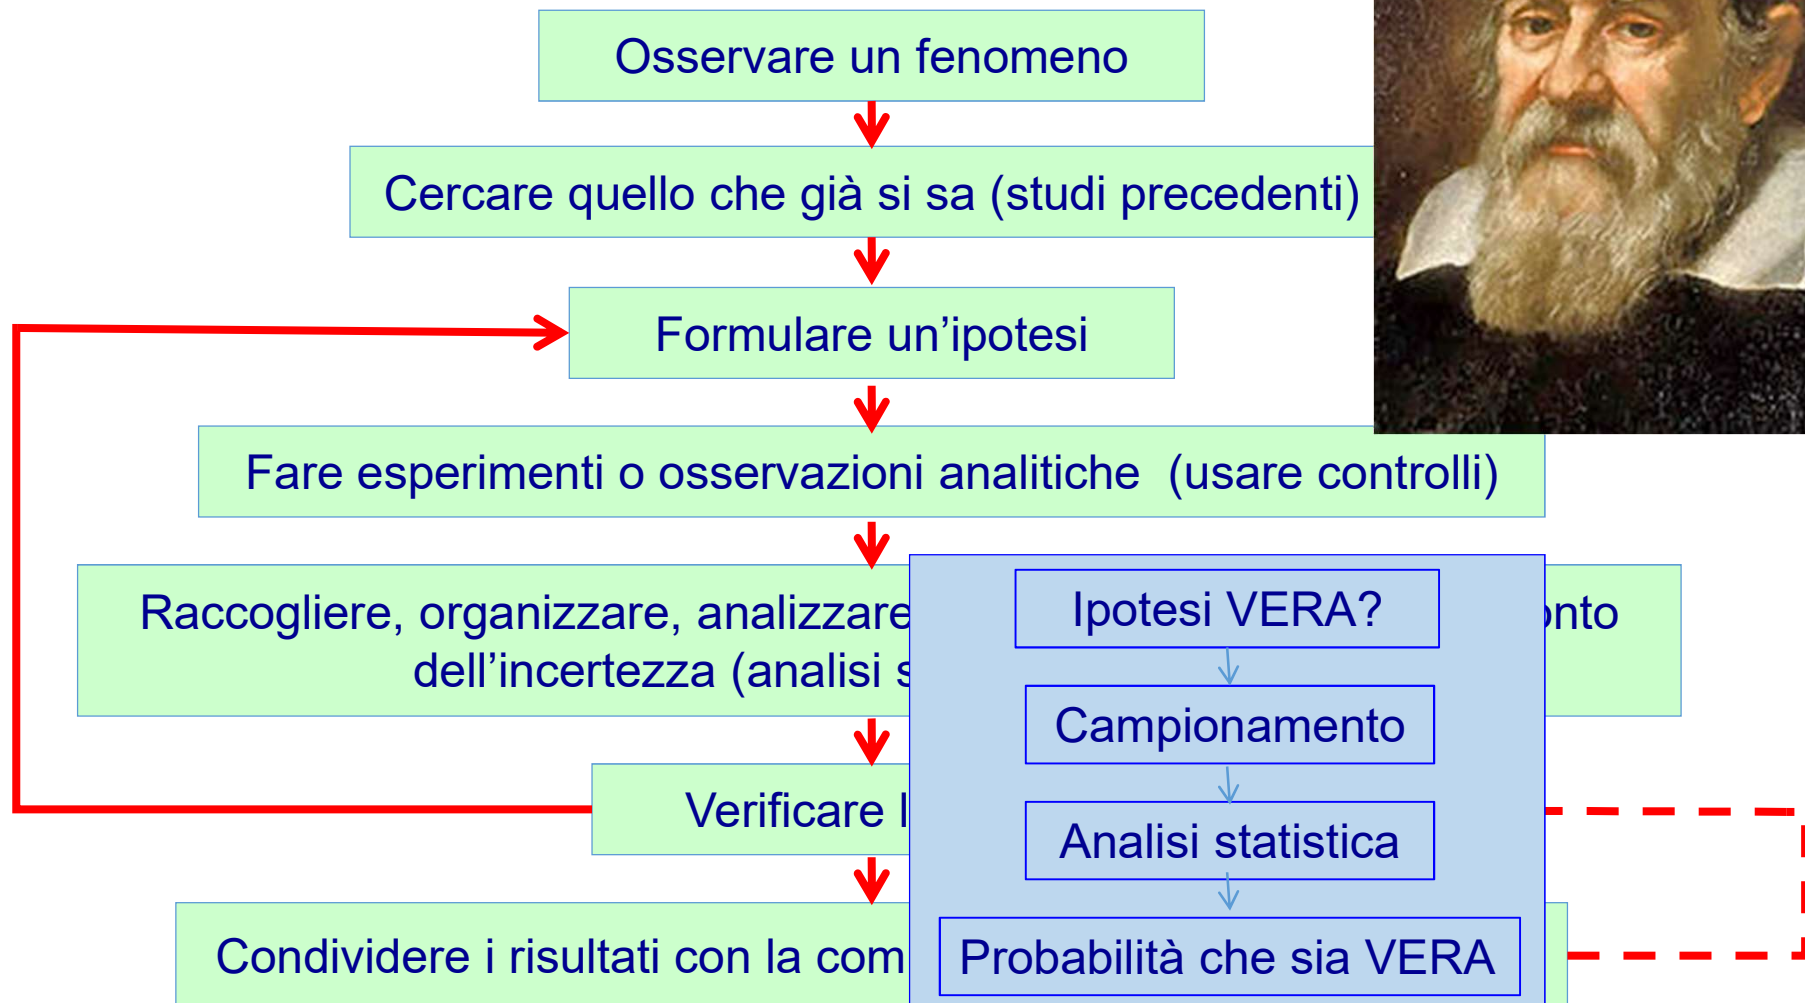 Osservare un fenomeno
Cercare quello che già si sa (studi precedenti)
Formulare un’ipotesi
Fare esperimenti o osservazioni analitiche (usare controlli)
Raccogliere, organizzare, analizzare
dell’incertezza (analisi
Verificare
Condividere i risultati con la
Ipotesi VERA?
Campionamento
Analisi statistica
Probabilità che sia VERA